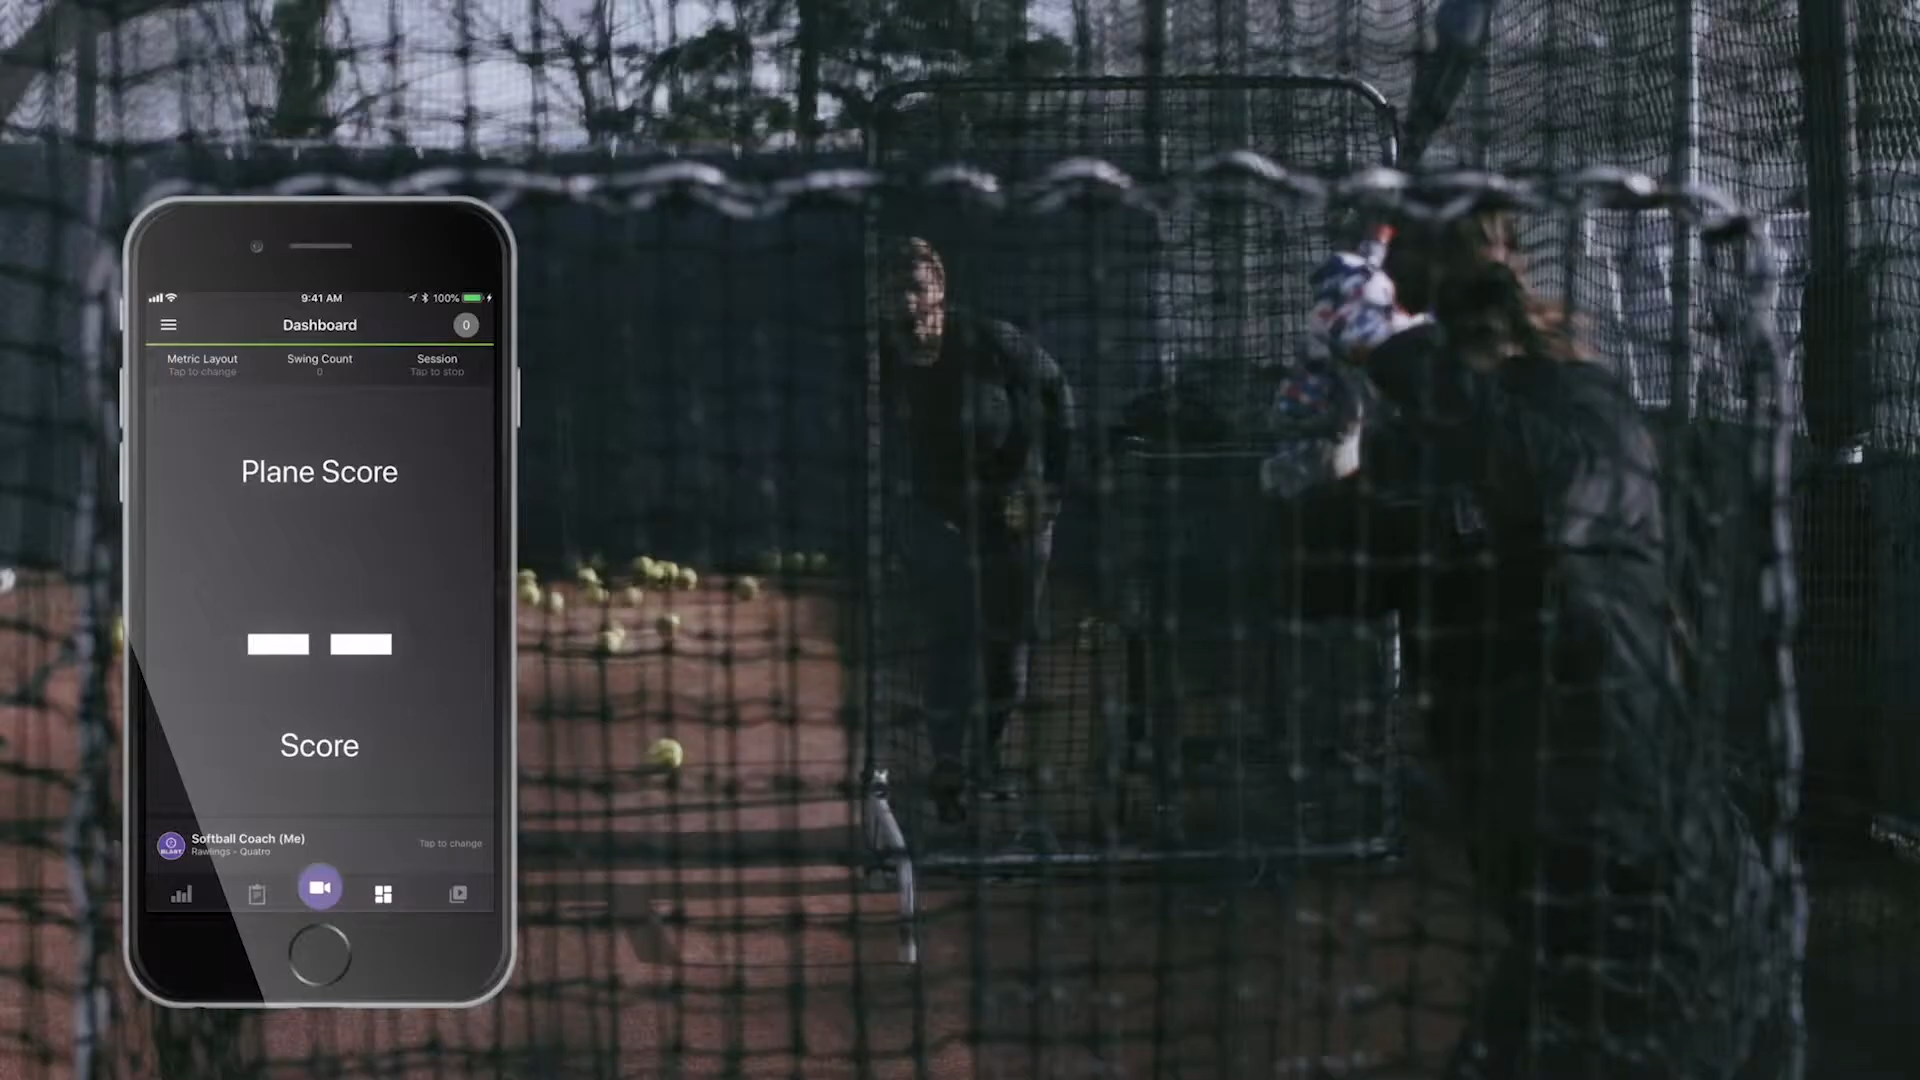 9:41 AM 100%
Dashboard 0
Metric Layout Swing Count Session
Tap to change 0 Tap to stop
Plane Score
-- 
Score
Softball Coach (Me)
BLAST Rawlings - Quatro Tap to change